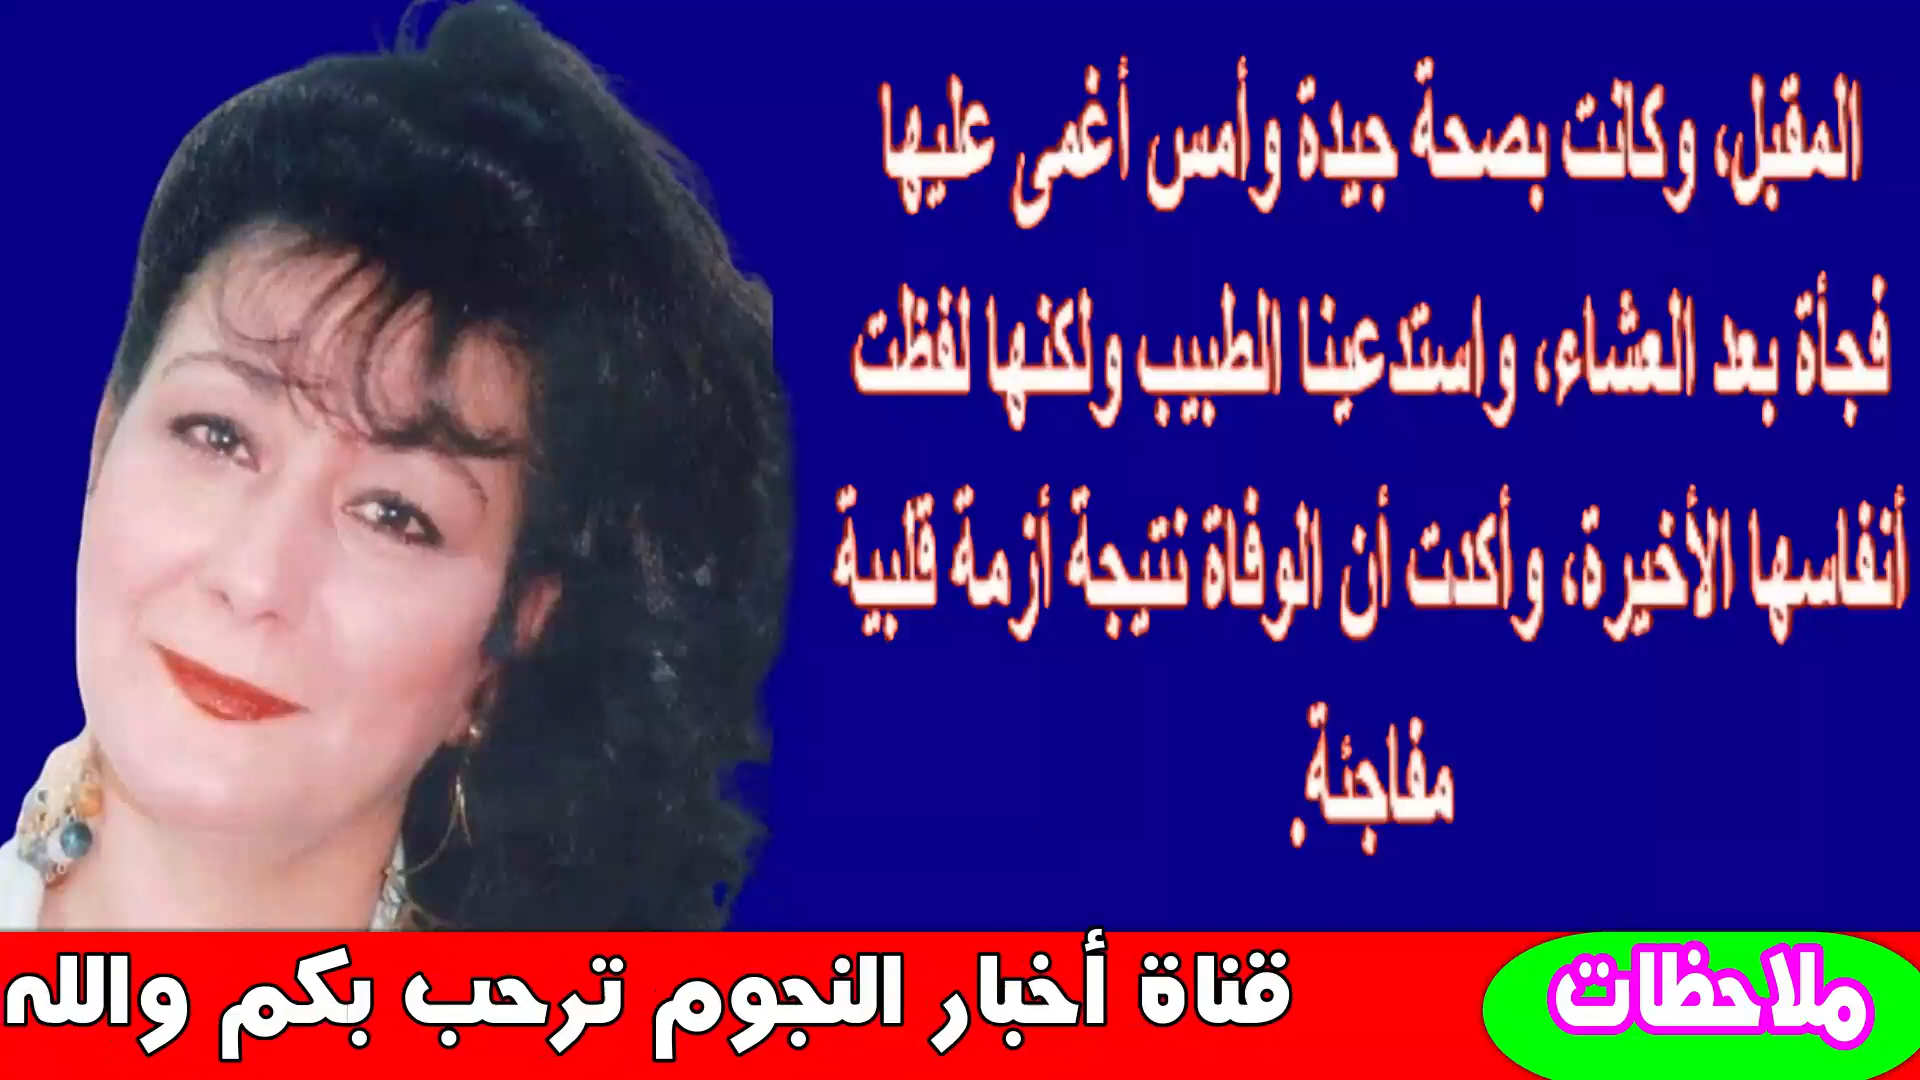 المقبل، وكانت بصحة جيدة وأمس أغمى عليها
فجأة بعد العشاء، واستدعينا الطبيب ولكنها لفظت
أنفاسها الأخيرة، وأكدت أن الوفاة نتيجة أزمة قلبية
مفاجئة.
ملاحظات
قناة أخبار النجوم ترحب بكم والله